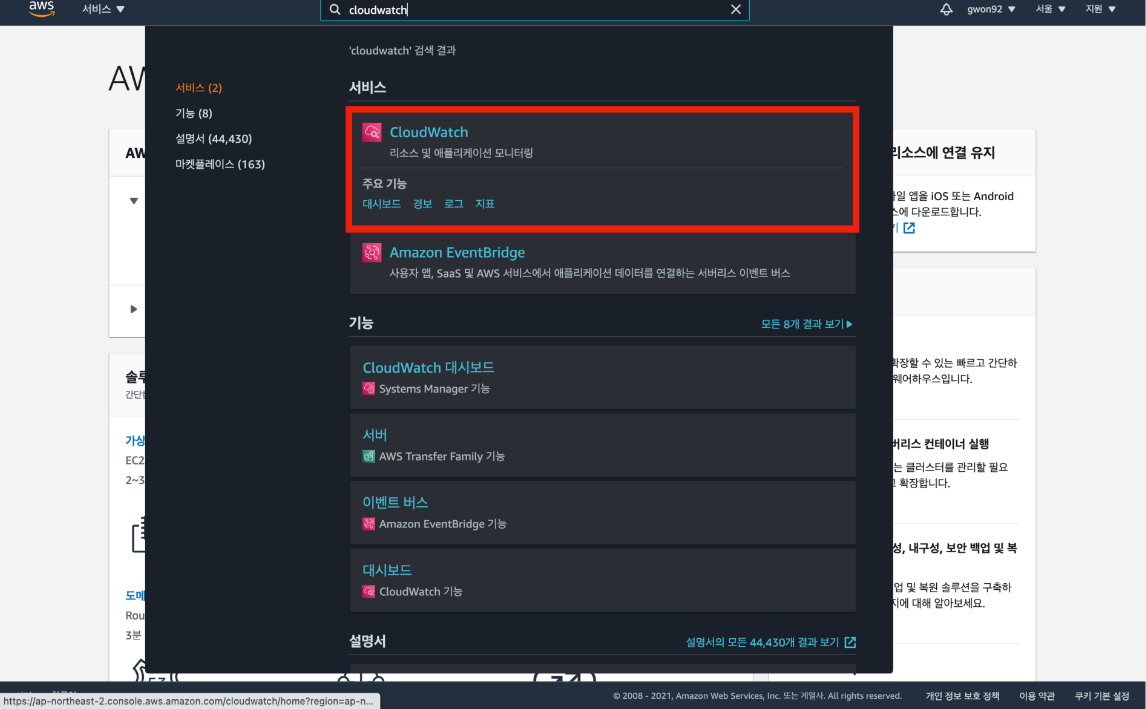 aws
서비스 ▼
cloudwatch
gwon92 ▼
서울 ▼
지원 ▼
'cloudwatch' 검색 결과
서비스 (2)
기능 (8)
설명서 (44,430)
마켓플레이스 (163)
서비스
CloudWatch
리소스 및 애플리케이션 모니터링
주요 기능
대시보드 경보 로그 지표
Amazon EventBridge
사용자 앱, SaaS 및 AWS 서비스에서 애플리케이션 데이터를 연결하는 서버리스 이벤트 버스
기능
모든 8개 결과 보기▶
CloudWatch 대시보드
Systems Manager 기능
서버
AWS Transfer Family 기능
이벤트 버스
Amazon EventBridge 기능
대시보드
CloudWatch 기능
설명서
설명서의 모든 44,430개 결과 보기
AW
AW
솔루
가상
EC2
2~3
도메
Rou
3분
리소스에 연결 유지
앱을 iOS 또는 Android
다운로드합니다.
확장할 수 있는 빠르고 간단하
웨어하우스입니다.
버리스 컨테이너 실행
는 클러스터를 관리할 필요
확장합니다.
성, 내구성, 보안 백업 및 복
업 및 복원 솔루션을 구축하
지에 대해 알아보세요.
© 2008 - 2021, Amazon Web Services, Inc. 또는 계열사. All rights reserved.
개인 정보 보호 정책
이용 약관
쿠키 기본 설정
https://ap-northeast-2.console.aws.amazon.com/cloudwatch/home?region=ap-n...